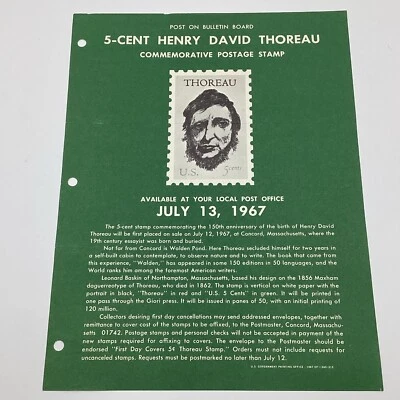 POST ON BULLETIN BOARD
5-CENT HENRY DAVID THOREAU
COMMEMORATIVE POSTAGE STAMP
THOREAU
U.S. 5 cents
AVAILABLE AT YOUR LOCAL POST OFFICE
JULY 13, 1967
The 5-cent stamp commemorating the 150th anniversary of the birth of Henry David
Thoreau will be first placed on sale on July 12, 1967, at Concord, Massachusetts, where the
19th century essayist was born and buried.
Not far from Concord is Walden Pond. Here Thoreau secluded himself for two years in
a self-built cabin to contemplate, to observe nature and to write. The book that came from
this experience, "Walden," has appeared in some 150 editions in 50 languages, and the
World ranks him among the foremost American writers.
Leonard Baskin of Northampton, Massachusetts, based his design on the 1856 Maxham
daguerreotype of Thoreau, who died in 1862. The stamp is vertical on white paper with the
portrait in black, "Thoreau" in red and "U.S. 5 Cents" in green. It will be printed in
one pass through the Giori press. It will be issued in panes of 50, with an initial printing of
120 million.
Collectors desiring first day cancellations may send addressed envelopes, together with
remittance to cover cost of the stamps to be affixed, to the Postmaster, Concord, Massachu-
setts 01742. Postage stamps and personal checks will not be accepted in payment of the
new stamps required for affixing to covers. The envelope to the Postmaster should be
endorsed "First Day Covers 5¢ Thoreau Stamp." Orders must not include requests for
uncanceled stamps. Requests must be postmarked no later than July 12.
U.S. GOVERNMENT PRINTING OFFICE